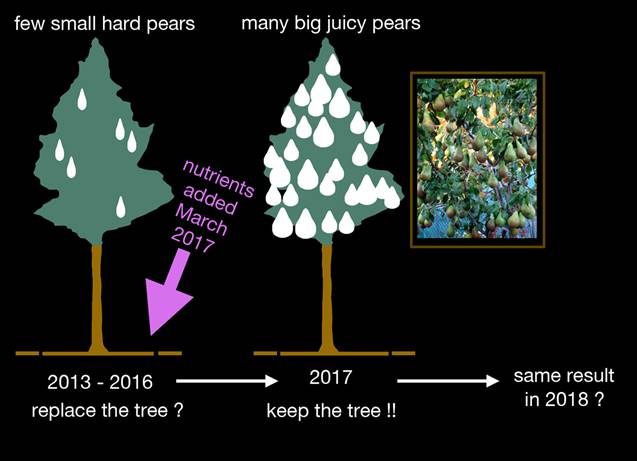 few small hard pears
many big juicy pears
nutrients
added
March
2017
2013 - 2016
2017
same result
in 2018 ?
replace the tree ?
keep the tree !!